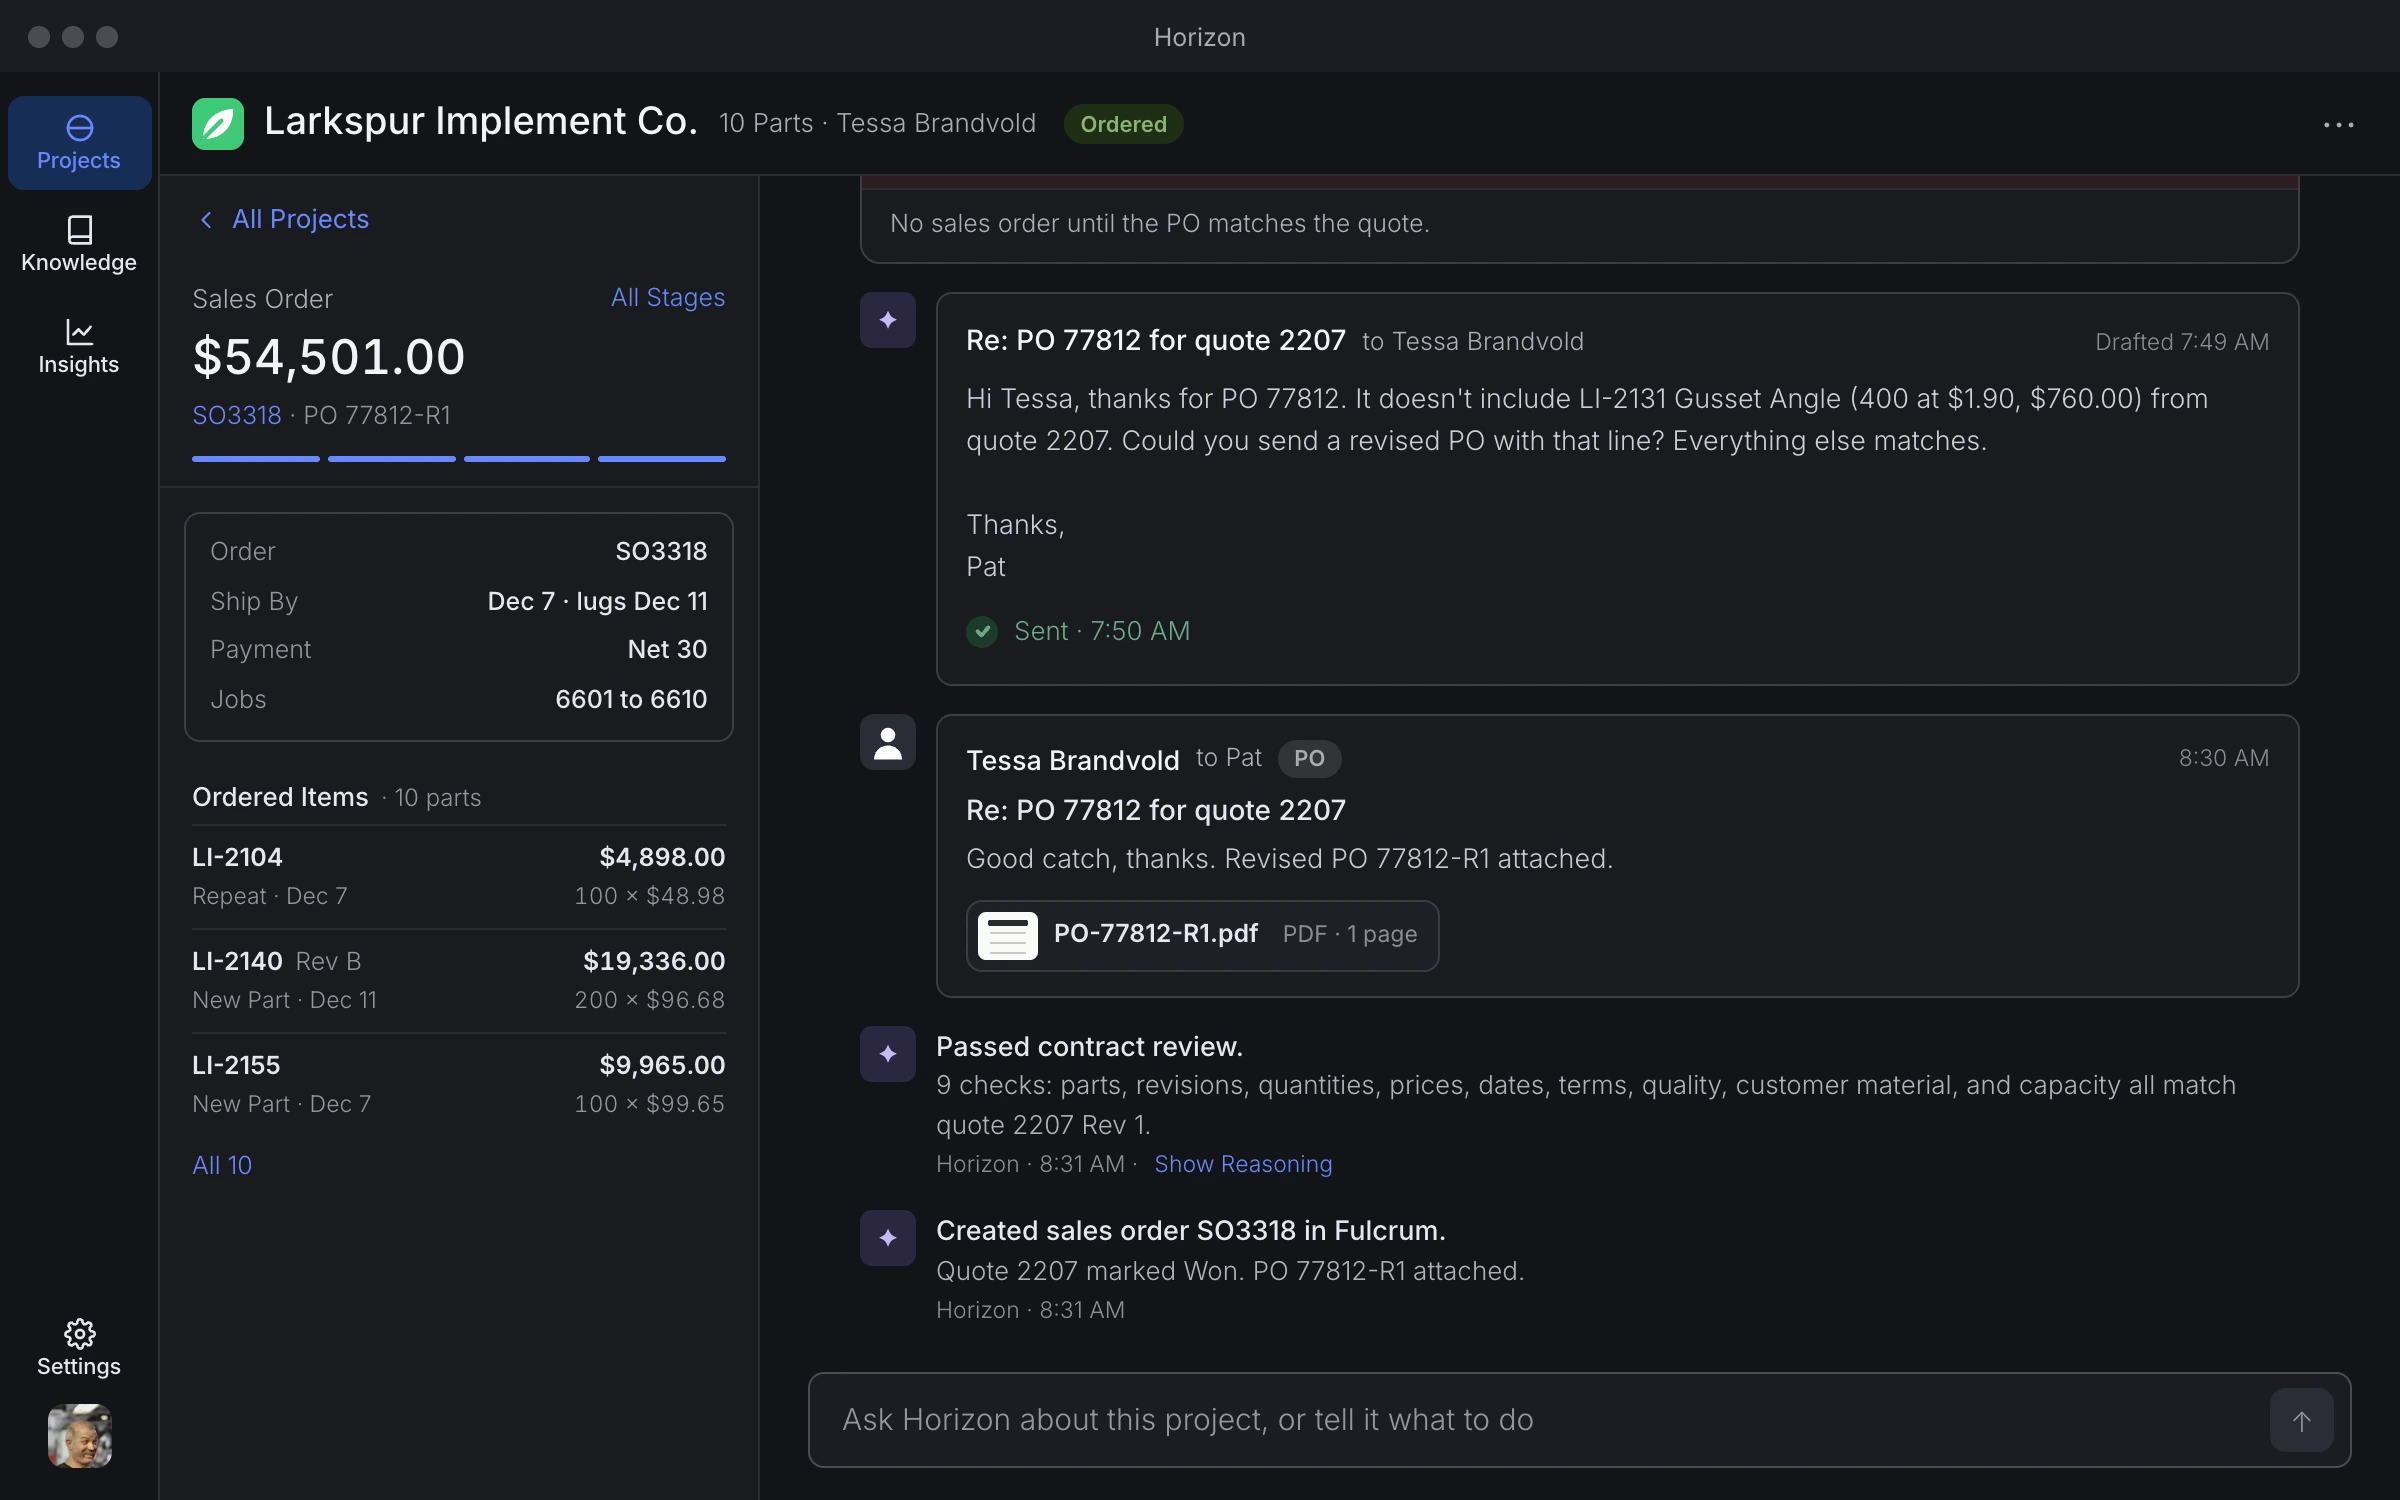 Horizon
Projects
Knowledge
Insights
Settings
Larkspur Implement Co.
10 Parts · Tessa Brandvold
Ordered
All Projects
Sales Order
All Stages
$54,501.00
SO3318 · PO 77812-R1
Order SO3318
Ship By Dec 7 · lugs Dec 11
Payment Net 30
Jobs 6601 to 6610
Ordered Items · 10 parts
LI-2104 $4,898.00
Repeat · Dec 7 100 × $48.98
LI-2140 Rev B $19,336.00
New Part · Dec 11 200 × $96.68
LI-2155 $9,965.00
New Part · Dec 7 100 × $99.65
All 10
No sales order until the PO matches the quote.
Re: PO 77812 for quote 2207 to Tessa Brandvold Drafted 7:49 AM
Hi Tessa, thanks for PO 77812. It doesn't include LI-2131 Gusset Angle (400 at $1.90, $760.00) from
quote 2207. Could you send a revised PO with that line? Everything else matches.
Thanks,
Pat
Sent · 7:50 AM
Tessa Brandvold to Pat PO 8:30 AM
Re: PO 77812 for quote 2207
Good catch, thanks. Revised PO 77812-R1 attached.
PO-77812-R1.pdf PDF · 1 page
Passed contract review.
9 checks: parts, revisions, quantities, prices, dates, terms, quality, customer material, and capacity all match
quote 2207 Rev 1.
Horizon · 8:31 AM · Show Reasoning
Created sales order SO3318 in Fulcrum.
Quote 2207 marked Won. PO 77812-R1 attached.
Horizon · 8:31 AM
Ask Horizon about this project, or tell it what to do